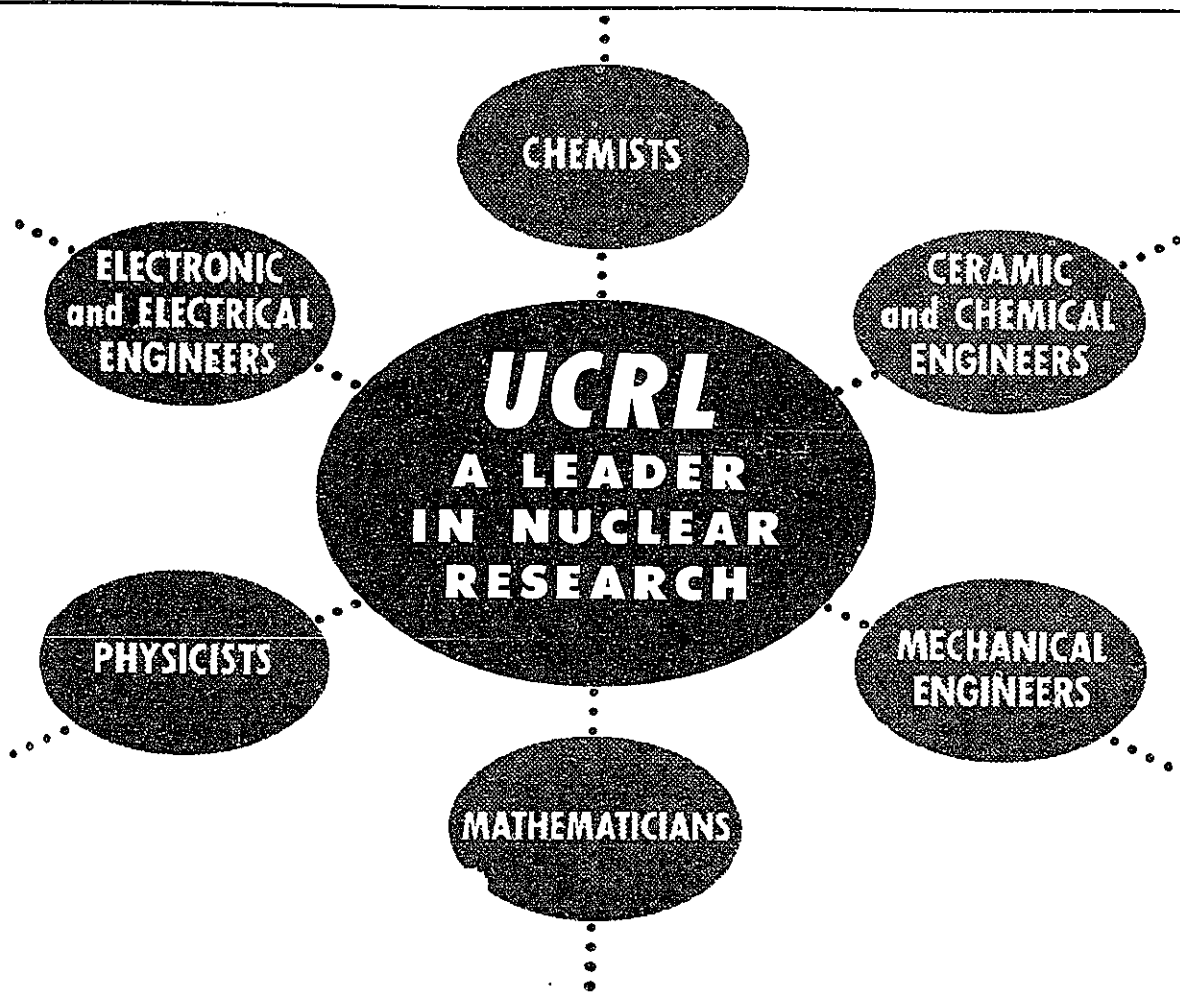 CHEMISTS
ELECTRONIC
and ELECTRICAL
ENGINEERS
CERAMIC
and CHEMICAL
ENGINEERS
UCRL
A LEADER
IN NUCLEAR
RESEARCH
PHYSICISTS
MECHANICAL
ENGINEERS
MATHEMATICIANS